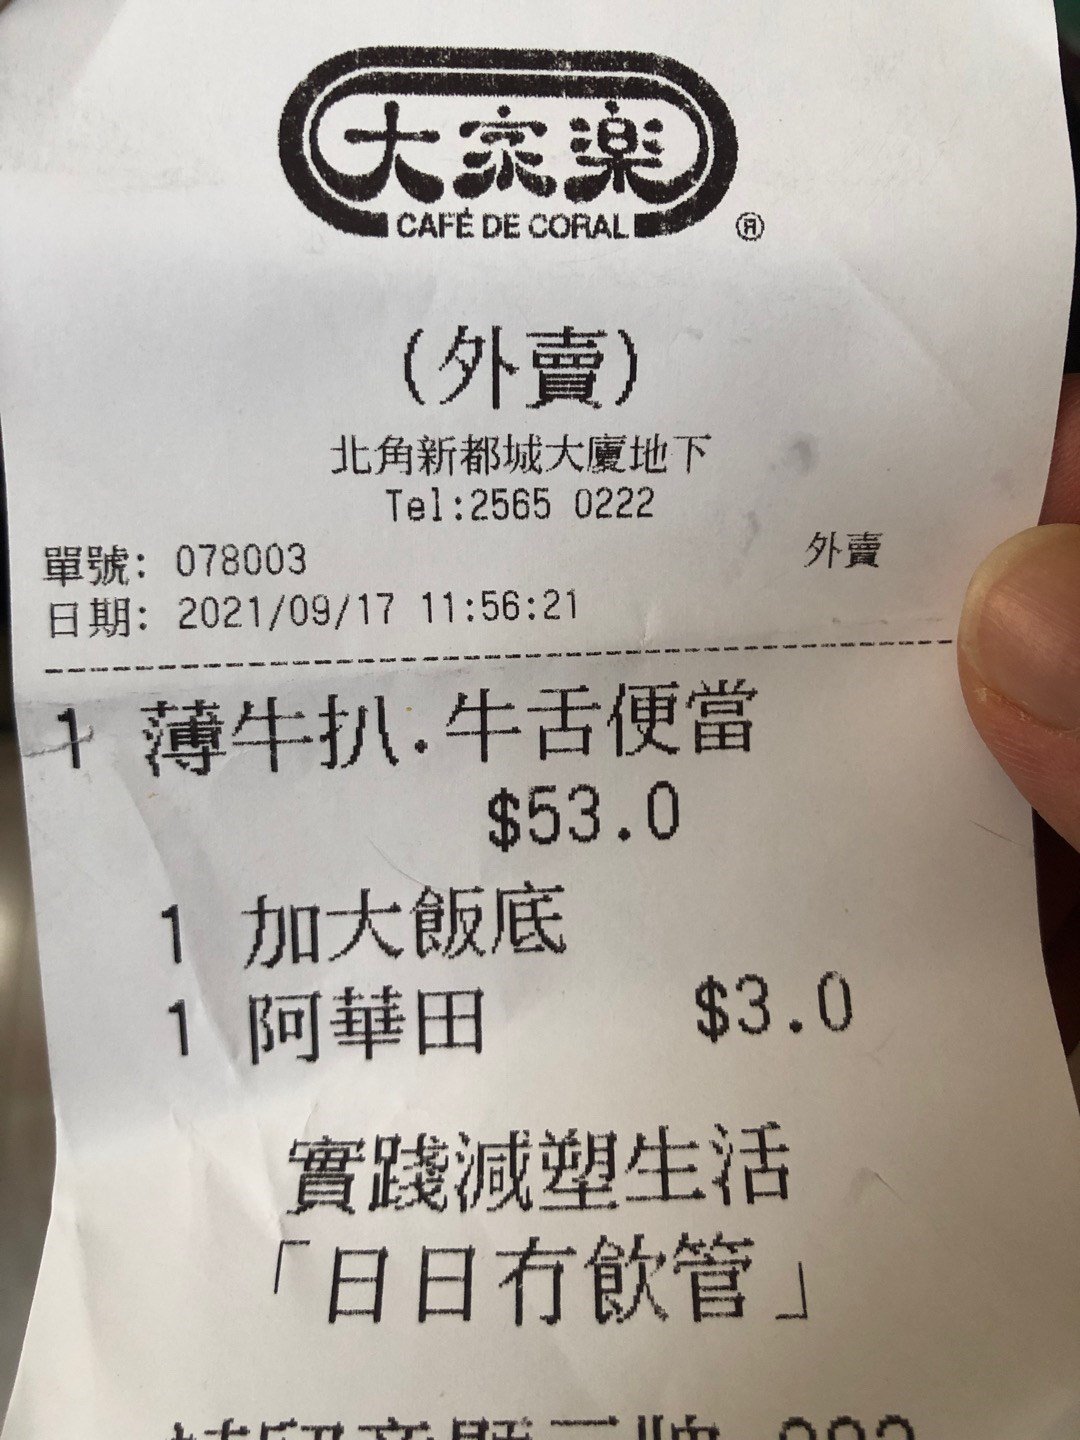 大家楽
CAFÉ DE CORAL ®
(外賣)
北角新都城大廈地下
Tel:2565 0222
外賣
單號: 078003
日期: 2021/09/17 11:56:21
1 薄牛扒.牛舌便當
$53.0
1 加大飯底
1 阿華田 $3.0
實踐減塑生活
「日日冇飲管」